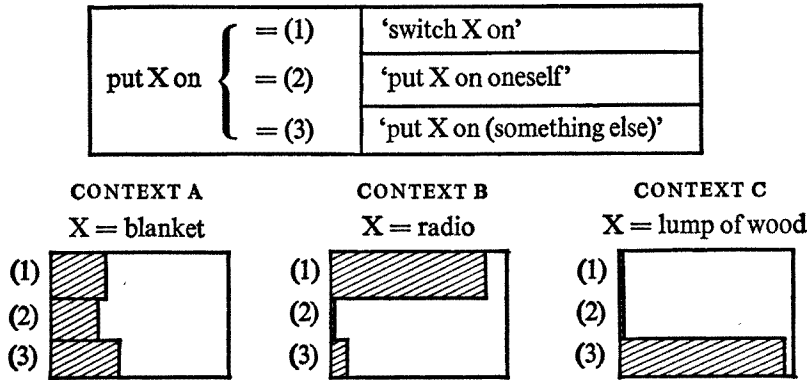 put X on
= (1) ‘switch X on’
= (2) ‘put X on oneself’
= (3) ‘put X on (something else)’
CONTEXT A
X = blanket
(1)
(2)
(3)
CONTEXT B
X = radio
(1)
(2)
(3)
CONTEXT C
X = lump of wood
(1)
(2)
(3)